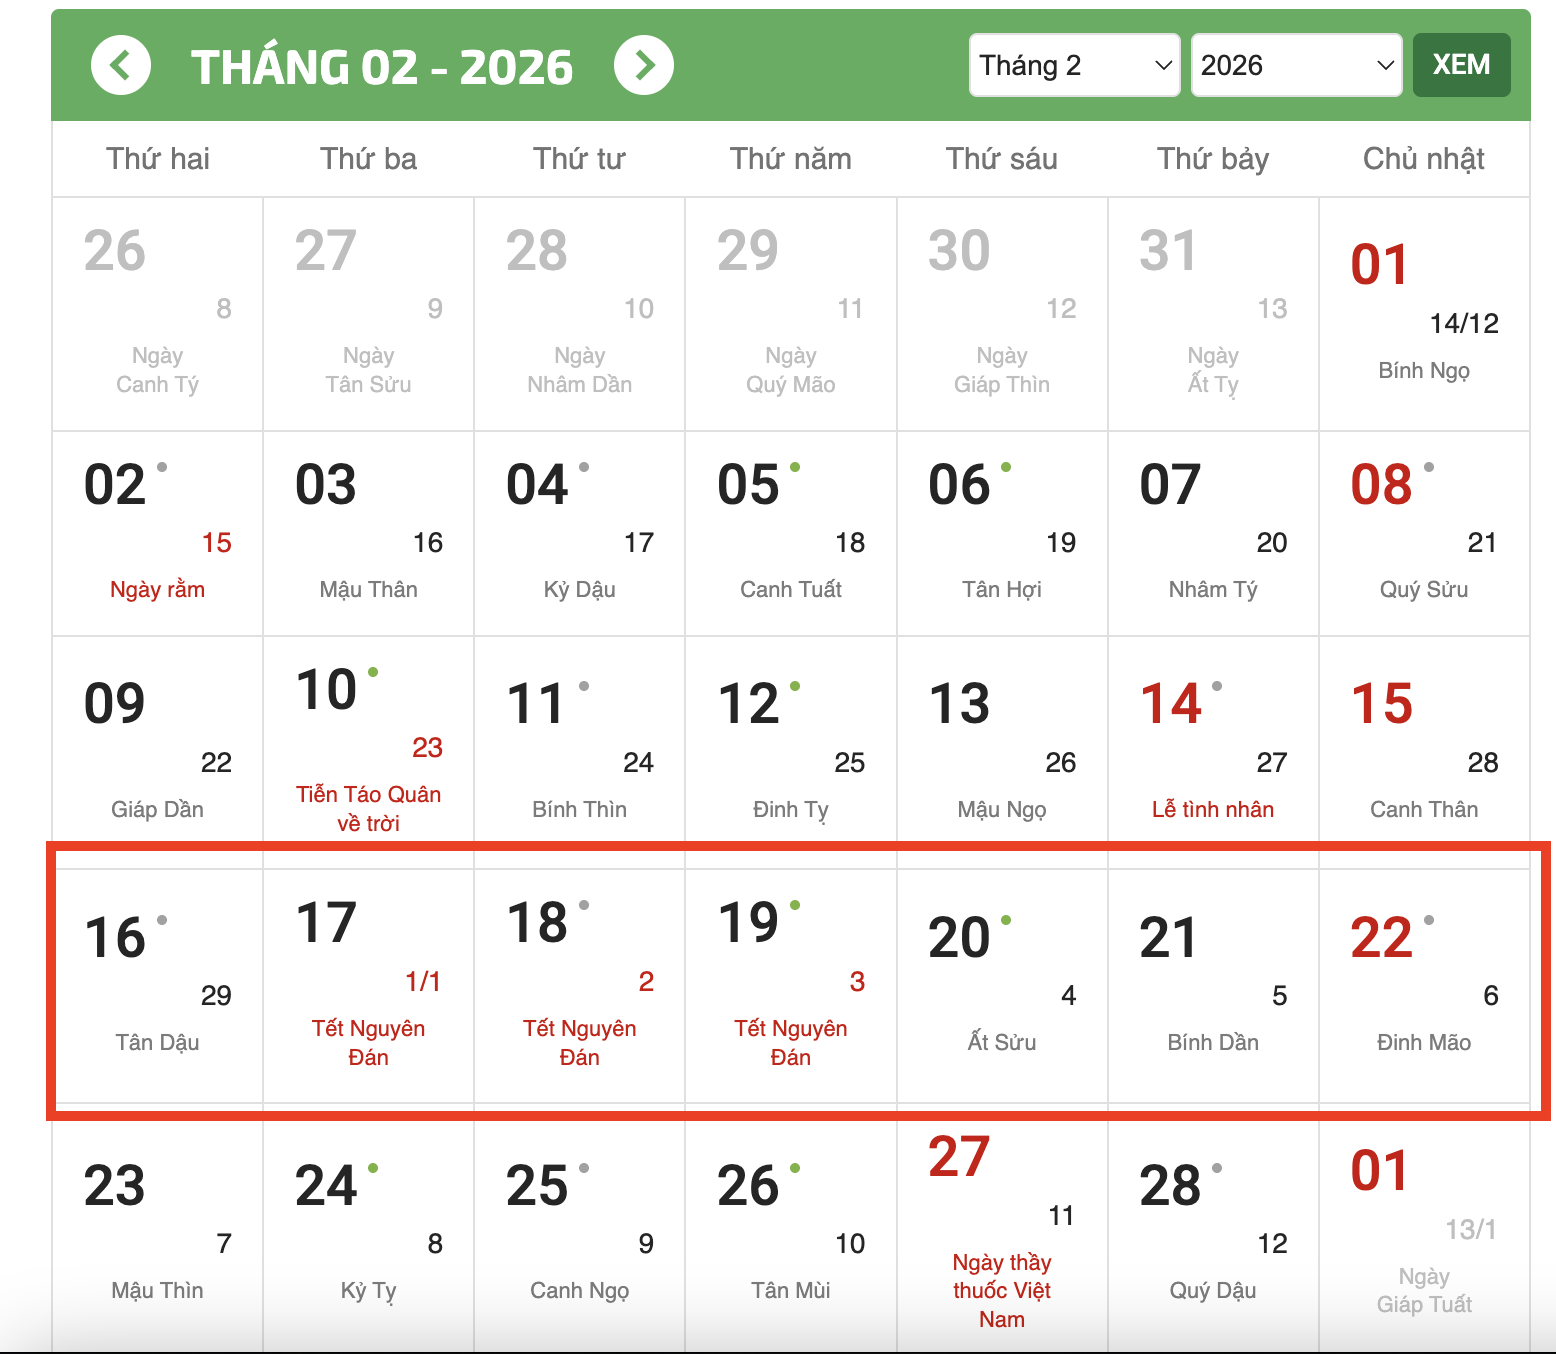 THÁNG 02 - 2026
Tháng 2
2026
XEM
Thứ hai
Thứ ba
Thứ tư
Thứ năm
Thứ sáu
Thứ bảy
Chủ nhật
26
8
Ngày
Canh Tý
27
9
Ngày
Tân Sửu
28
10
Ngày
Nhâm Dần
29
11
Ngày
Quý Mão
30
12
Ngày
Giáp Thìn
31
13
Ngày
Ất Tỵ
01
14/12
Bính Ngọ
02
15
Ngày rằm
03
16
Mậu Thân
04
17
Kỷ Dậu
05
18
Canh Tuất
06
19
Tân Hợi
07
20
Nhâm Tý
08
21
Quý Sửu
09
22
Giáp Dần
10
23
Tiễn Táo Quân
về trời
11
24
Bính Thìn
12
25
Đinh Tỵ
13
26
Mậu Ngọ
14
27
Lễ tình nhân
15
28
Canh Thân
16
29
Tân Dậu
17
1/1
Tết Nguyên
Đán
18
2
Tết Nguyên
Đán
19
3
Tết Nguyên
Đán
20
4
Ất Sửu
21
5
Bính Dần
22
6
Đinh Mão
23
7
Mậu Thìn
24
8
Kỷ Tỵ
25
9
Canh Ngọ
26
10
Tân Mùi
27
11
Ngày thầy
thuốc Việt
Nam
28
12
Quý Dậu
01
13/1
Ngày
Giáp Tuất